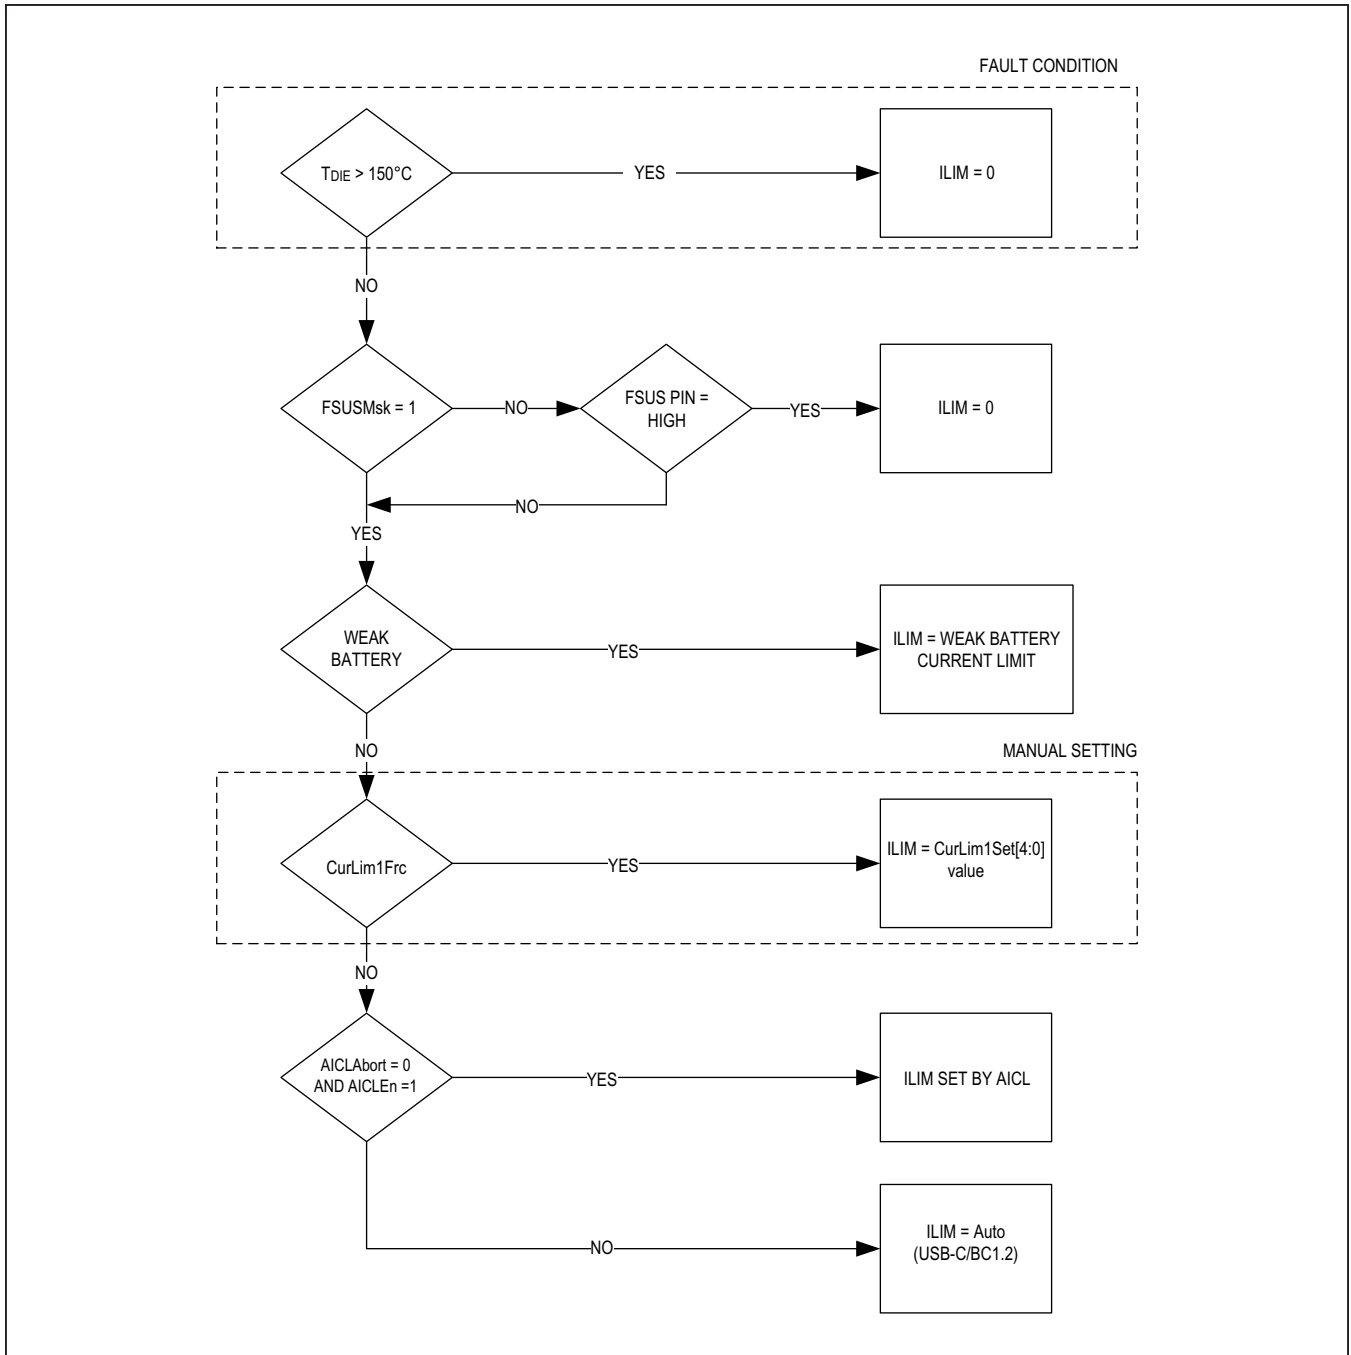 FAULT CONDITION
TDIE > 150°C
YES
ILIM = 0
NO
FSUSMsk = 1
NO
FSUS PIN =
HIGH
YES
ILIM = 0
NO
YES
WEAK
BATTERY
YES
ILIM = WEAK BATTERY
CURRENT LIMIT
NO
MANUAL SETTING
CurLim1Frc
YES
ILIM = CurLim1Set[4:0]
value
NO
AICLAbort = 0
AND AICLEn =1
YES
ILIM SET BY AICL
NO
ILIM = Auto
(USB-C/BC1.2)